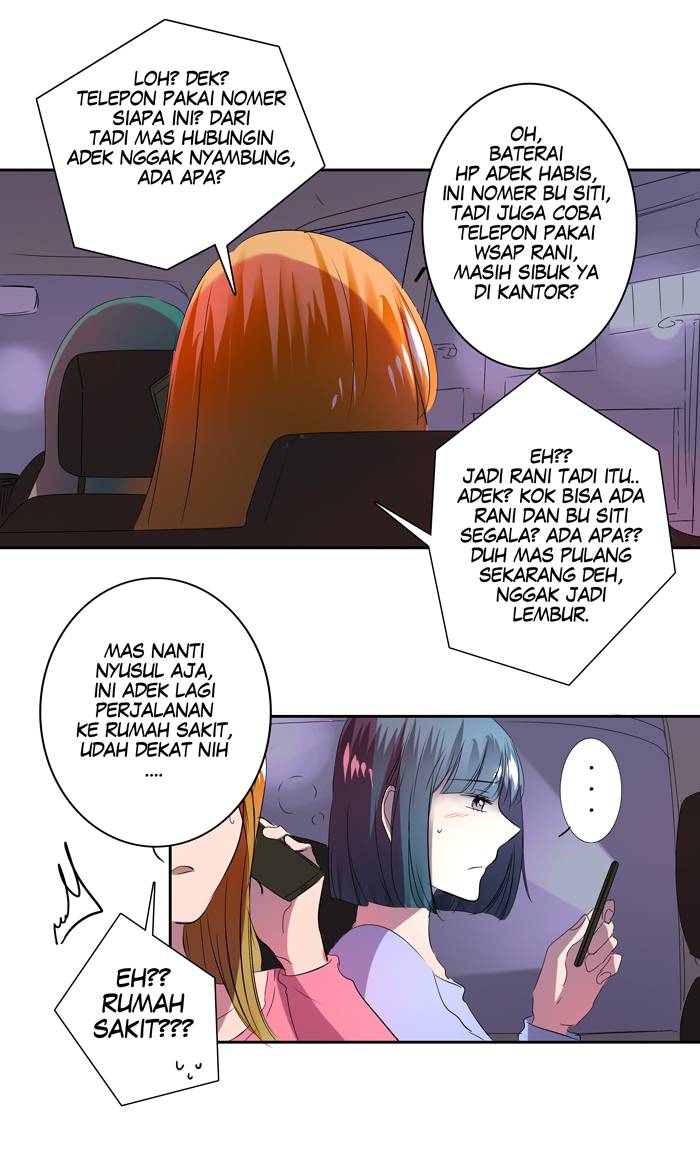 LOH? DEK?
TELEPON PAKAI NOMER
SIAPA INI? DARI
TADI MAS HUBUNGIN
ADEK NGGAK NYAMBUNG,
ADA APA?
OH,
BATERAI
HP ADEK HABIS,
INI NOMER BU SITI,
TADI JUGA COBA
TELEPON PAKAI
WSAP RANI,
MASIH SIBUK YA
DI KANTOR?
EH??
JADI RANI TADI ITU..
ADEK? KOK BISA ADA
RANI DAN BU SITI
SEGALA? ADA APA??
DUH MAS PULANG
SEKARANG DEH,
NGGAK JADI
LEMBUR.
MAS NANTI
NYUSUL AJA,
INI ADEK LAGI
PERJALANAN
KE RUMAH SAKIT,
UDAH DEKAT NIH
....
...
EH??
RUMAH
SAKIT???